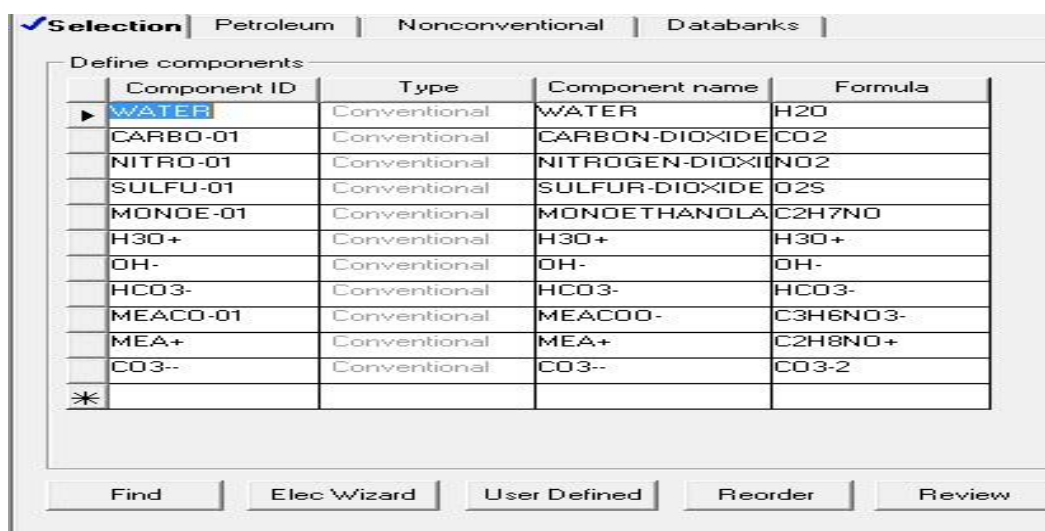 Selection Petroleum Nonconventional Databanks
Define components
Component ID Type Component name Formula
WATER Conventional WATER H2O
CARBO-01 Conventional CARBON-DIOXIDE CO2
NITRO-01 Conventional NITROGEN-DIOXII NO2
SULFU-01 Conventional SULFUR-DIOXIDE O2S
MONOE-01 Conventional MONOETHANOLA C2H7NO
H3O+ Conventional H3O+ H3O+
OH- Conventional OH- OH-
HCO3- Conventional HCO3- HCO3-
MEACO-01 Conventional MEACOO- C3H6NO3-
MEA+ Conventional MEA+ C2H8NO+
CO3-- Conventional CO3-- CO3-2
Find Elec Wizard User Defined Reorder Review